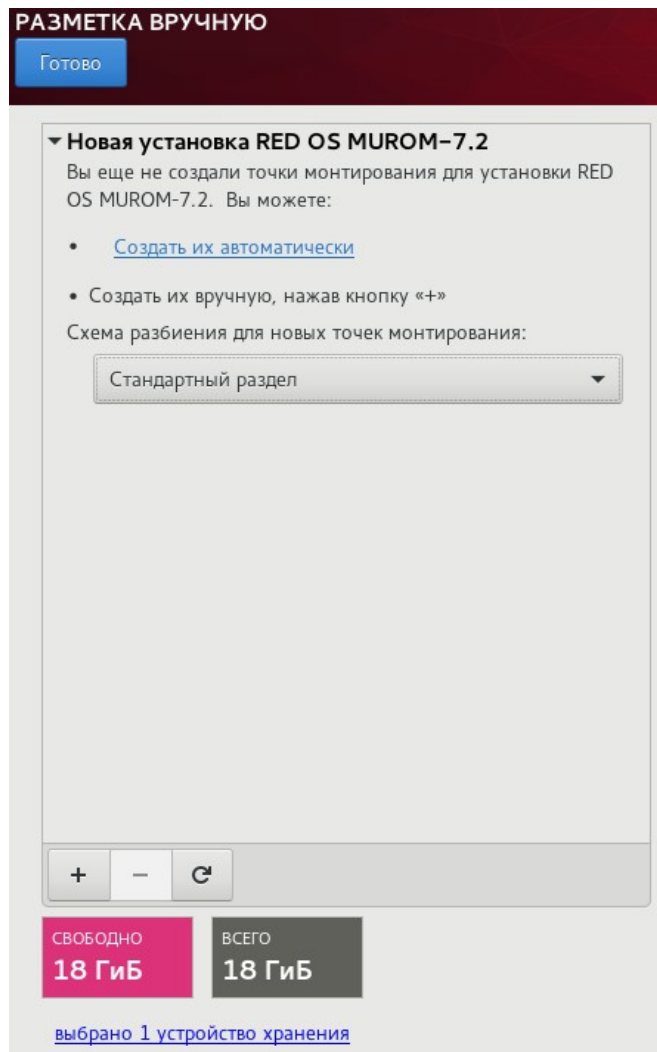 РАЗМЕТКА ВРУЧНУЮ
Готово
Новая установка RED OS MUROM-7.2
Вы еще не создали точки монтирования для установки RED
OS MUROM-7.2. Вы можете:
• Создать их автоматически
• Создать их вручную, нажав кнопку «+»
Схема разбиения для новых точек монтирования:
Стандартный раздел
+ −
СВОБОДНО ВСЕГО
18 ГиБ 18 ГиБ
выбрано 1 устройство хранения